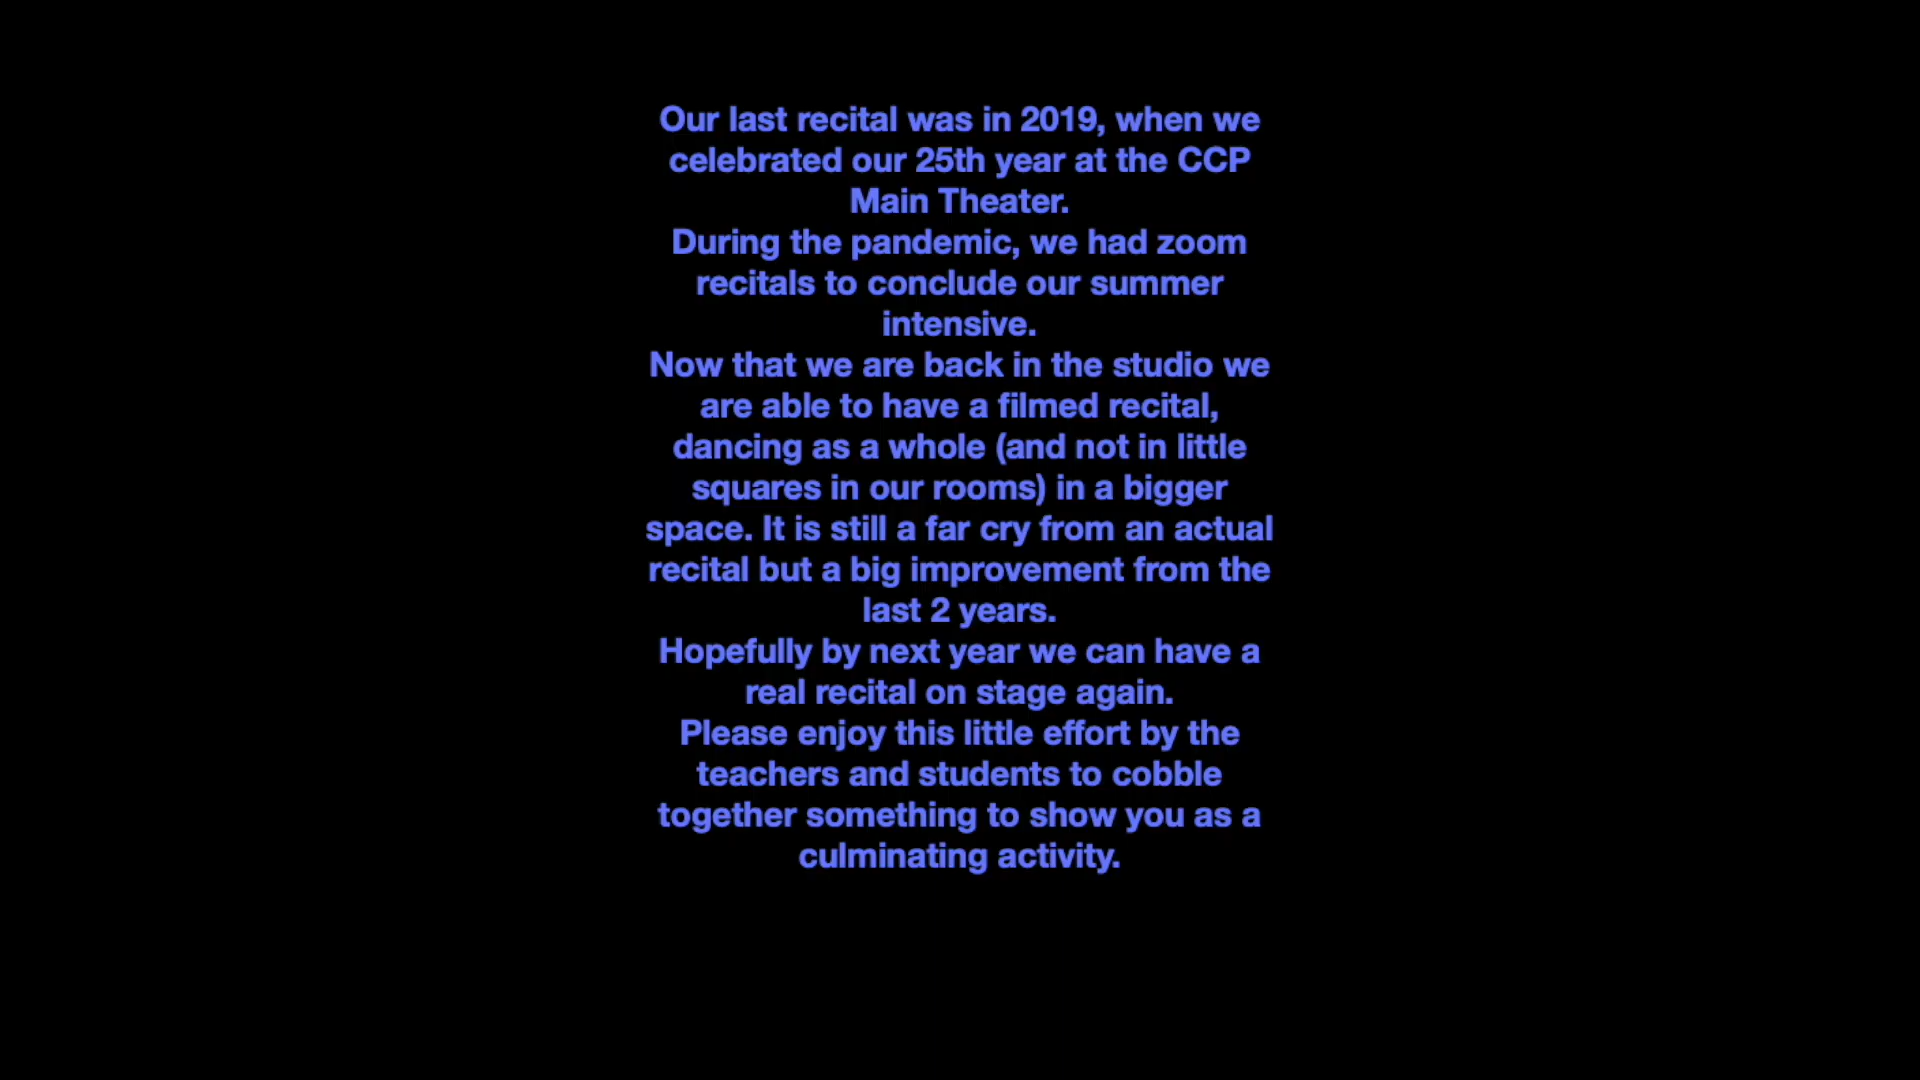 Our last recital was in 2019, when we
celebrated our 25th year at the CCP
Main Theater.
During the pandemic, we had zoom
recitals to conclude our summer
intensive.
Now that we are back in the studio we
are able to have a filmed recital,
dancing as a whole (and not in little
squares in our rooms) in a bigger
space. It is still a far cry from an actual
recital but a big improvement from the
last 2 years.
Hopefully by next year we can have a
real recital on stage again.
Please enjoy this little effort by the
teachers and students to cobble
together something to show you as a
culminating activity.